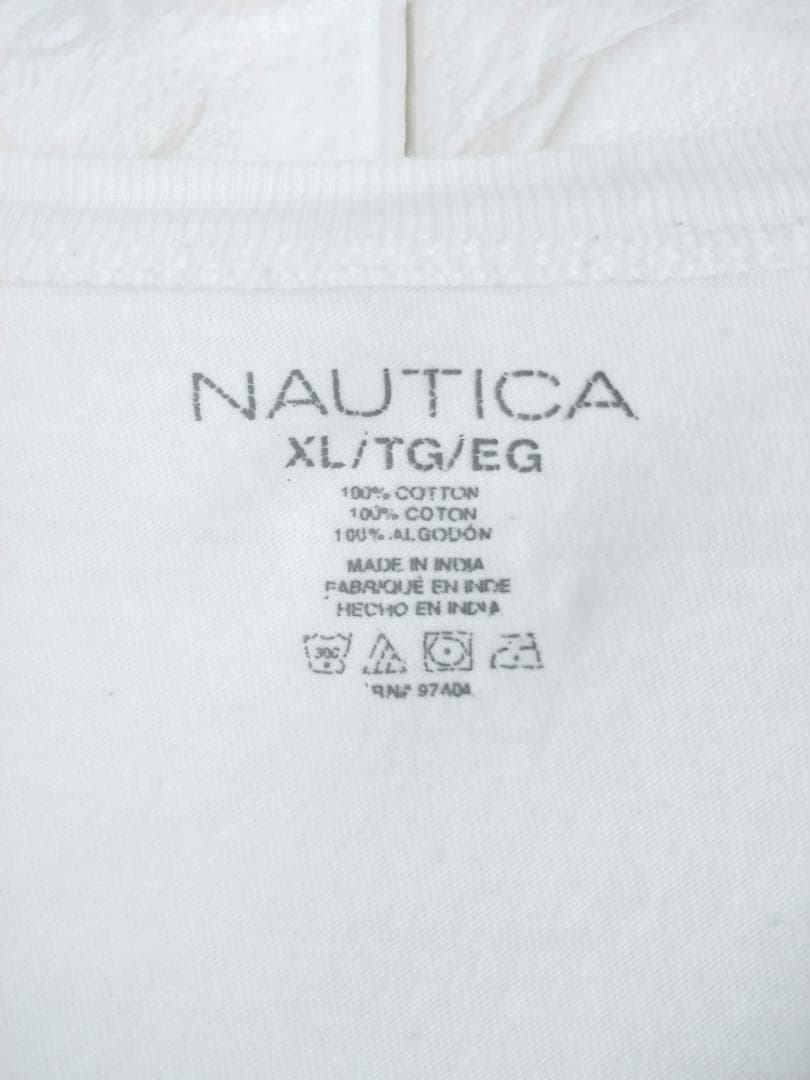 NAUTICA
XL/TG/EG
100% COTTON
100% COTON
100% ALGODÓN
MADE IN INDIA
FABRIQUÉ EN INDE
HECHO EN INDIA
30C
RN# 97404